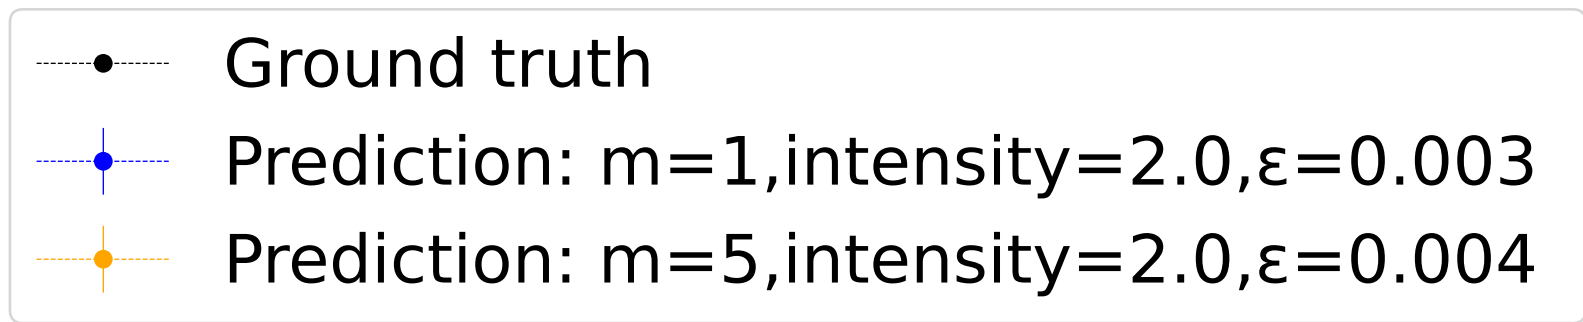 Ground truth
Prediction: m=1,intensity=2.0,ε=0.003
Prediction: m=5,intensity=2.0,ε=0.004